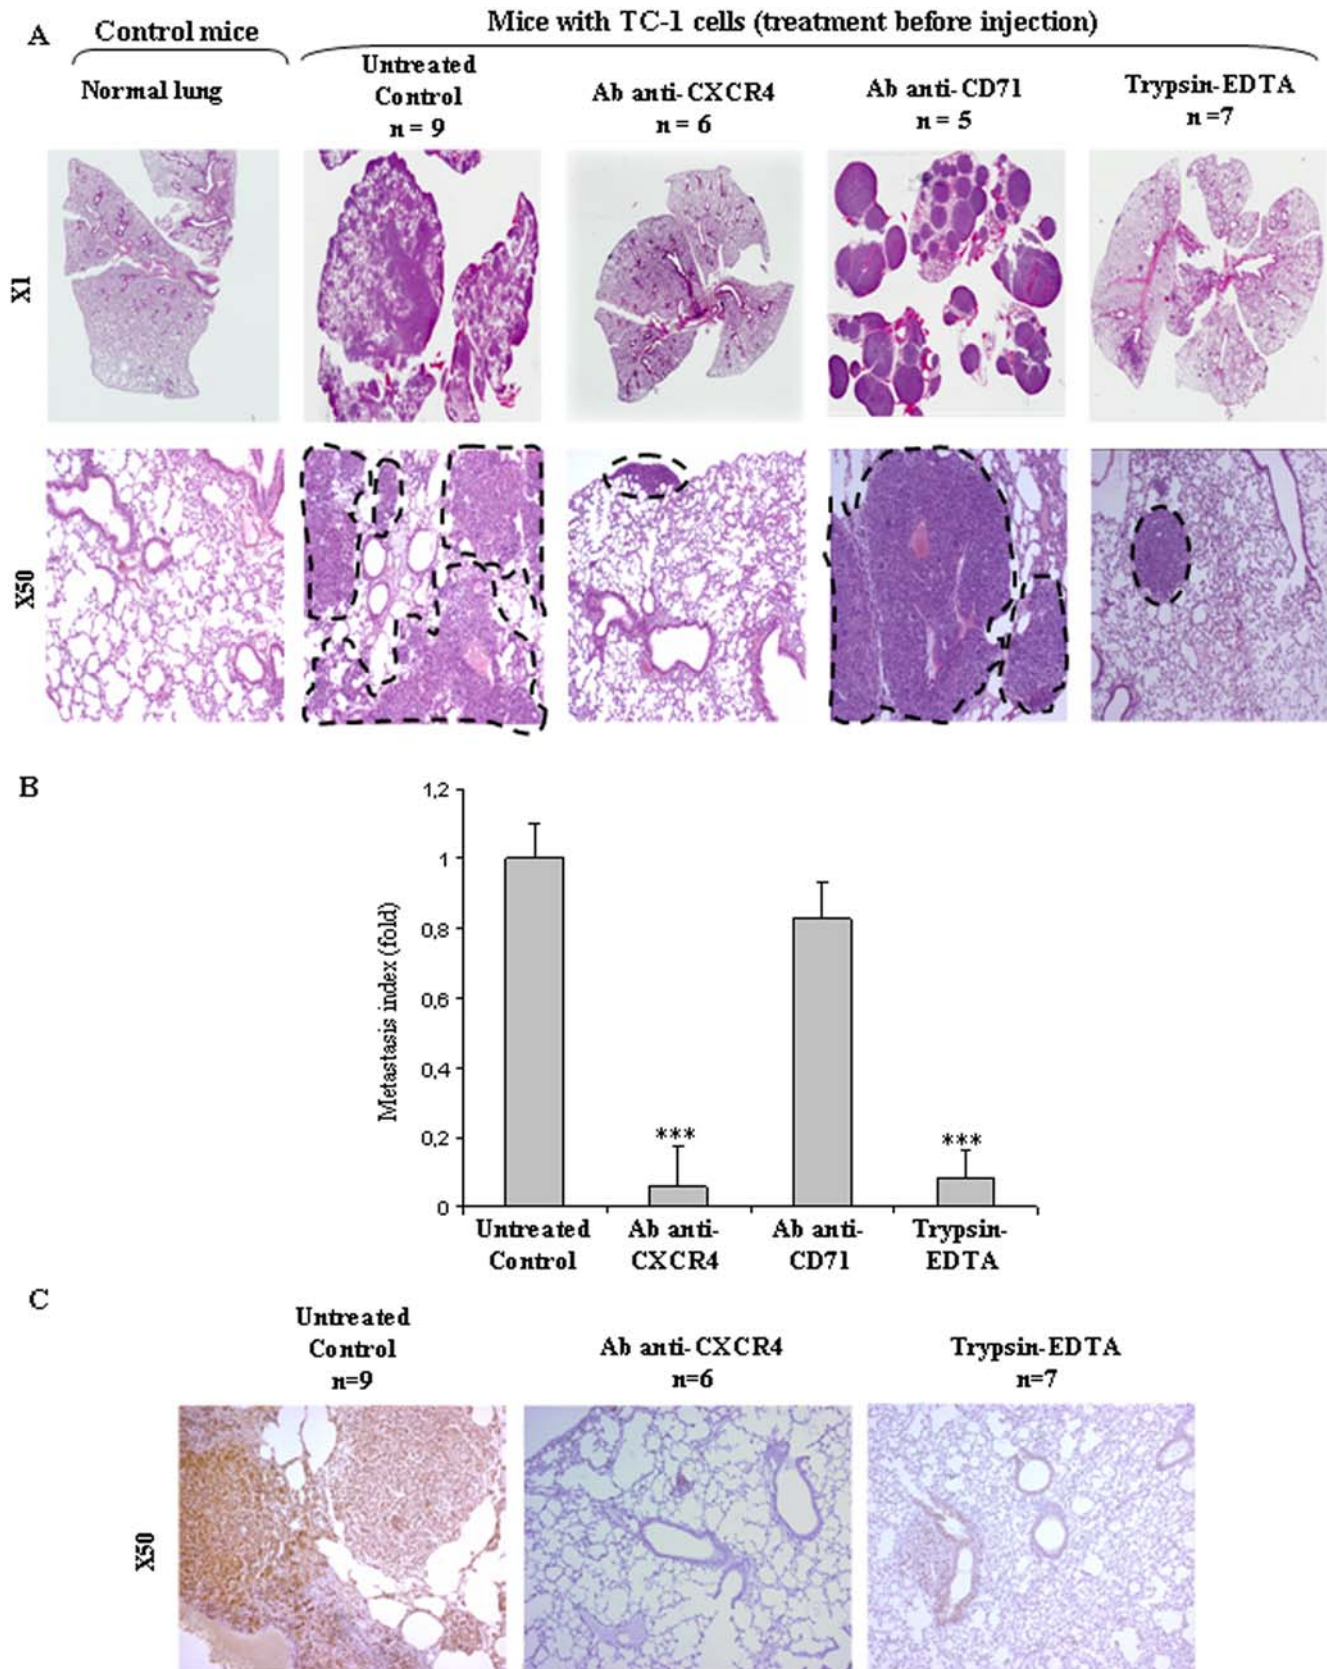 A
Control mice
Mice with TC-1 cells (treatment before injection)
Normal lung
Untreated
Control
n = 9
Ab anti-CXCR4
n = 6
Ab anti-CD71
n = 5
Trypsin-EDTA
n =7
X1
X50
B
Metastasis index (fold)
1,2
1
0,8
0,6
0,4
0,2
0
***
***
Untreated
Control
Ab anti-
CXCR4
Ab anti-
CD71
Trypsin-
EDTA
C
Untreated
Control
n=9
Ab anti-CXCR4
n=6
Trypsin-EDTA
n=7
X50